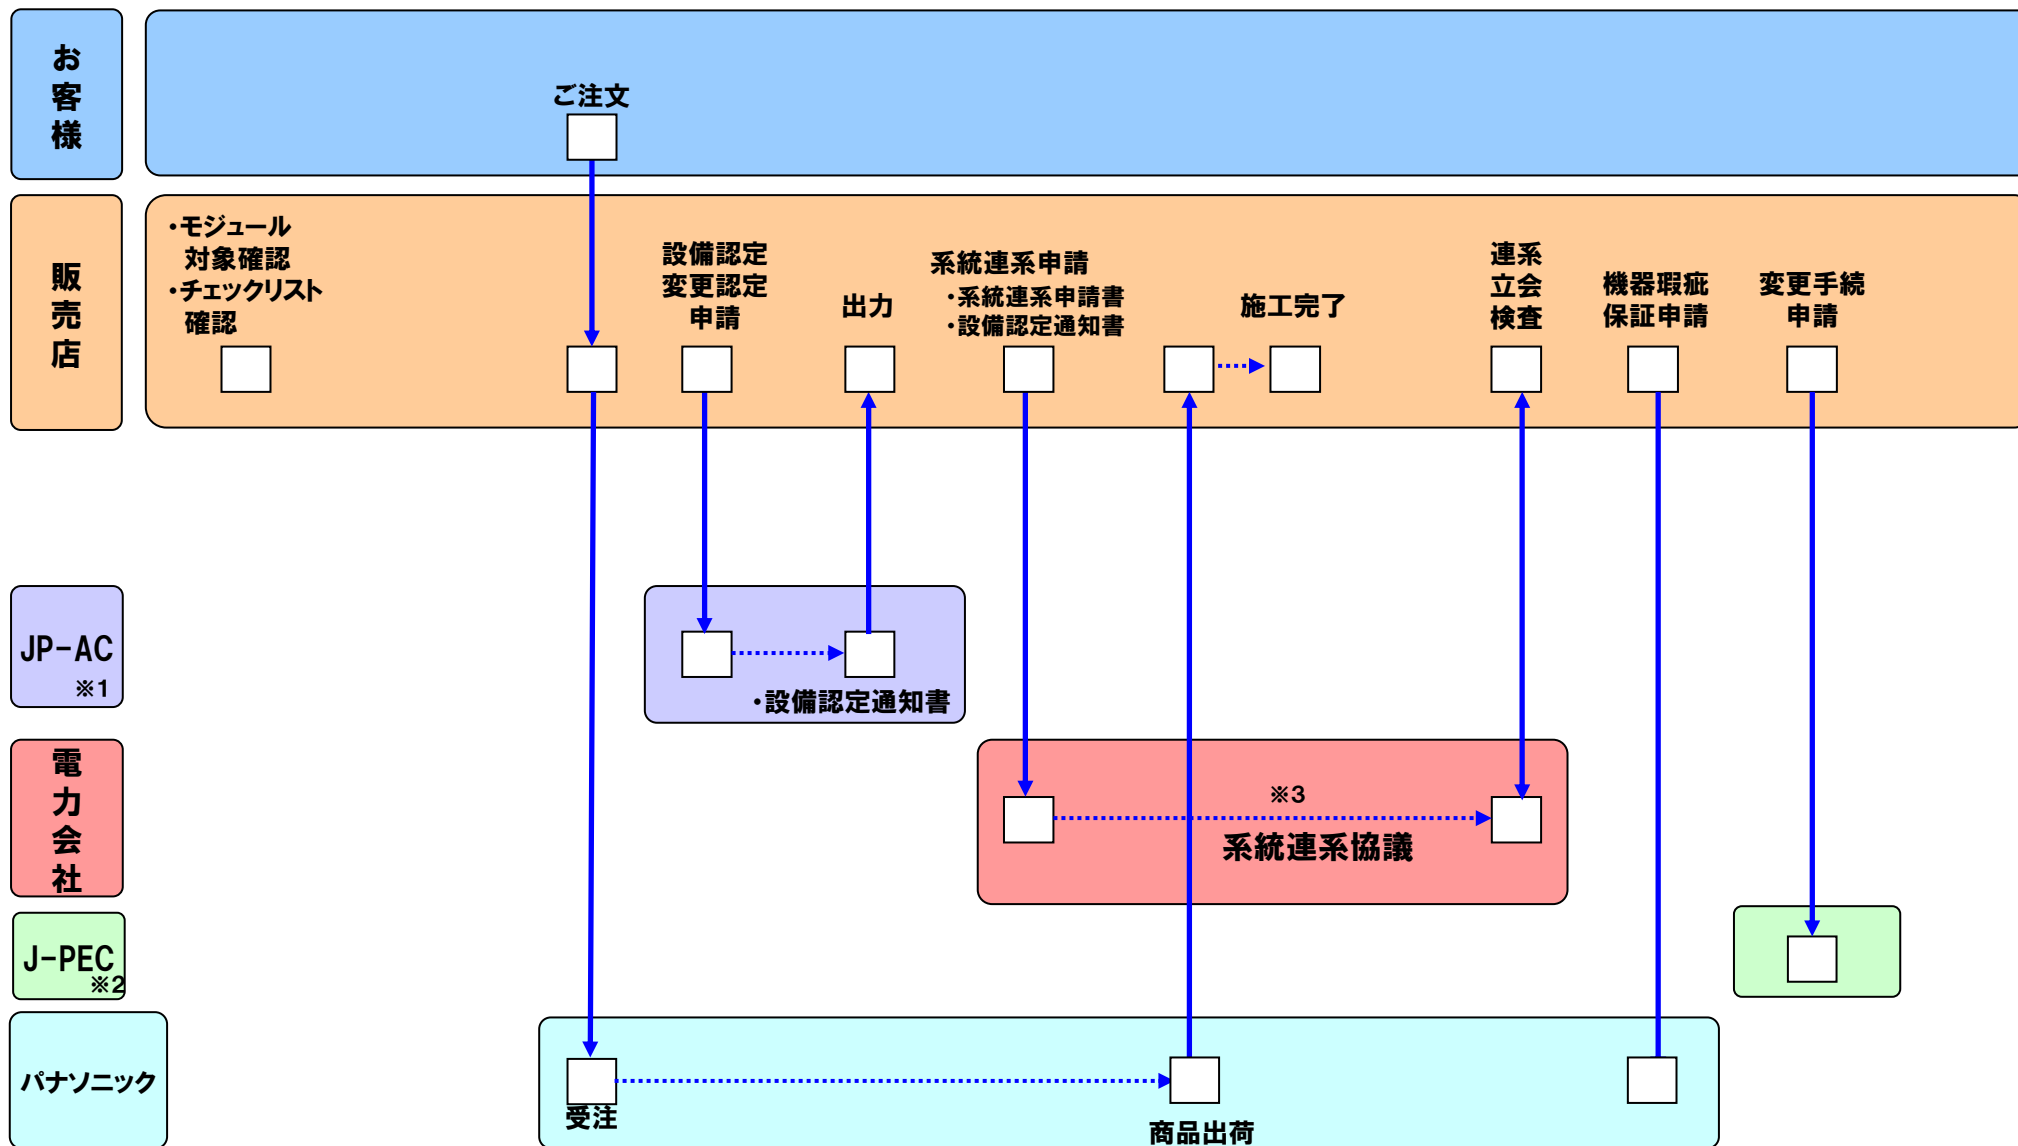 お客様
ご注文
販売店
・モジュール
対象確認
・チェックリスト
確認
設備認定
変更認定
申請
出力
系統連系申請
・系統連系申請書
・設備認定通知書
施工完了
連系
立会
検査
機器瑕疵
保証申請
変更手続
申請
JP-AC
※1
・設備認定通知書
電力会社
※3
系統連系協議
J-PEC
※2
パナソニック
受注
商品出荷